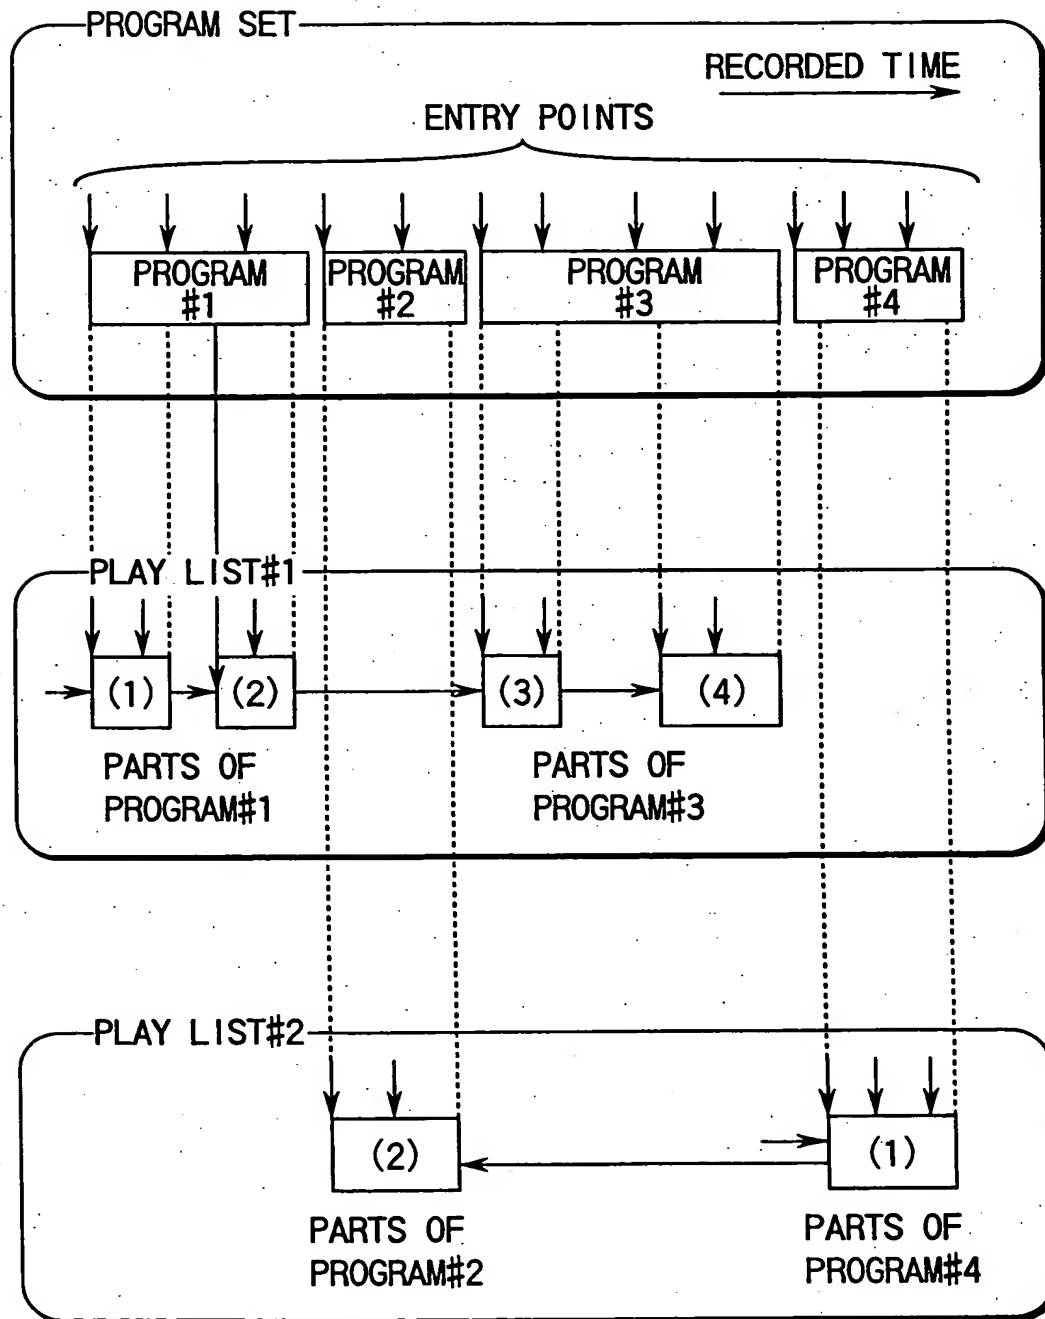 PROGRAM SET
RECORDED TIME
ENTRY POINTS
PROGRAM
#1
PROGRAM
#2
PROGRAM
#3
PROGRAM
#4
PLAY LIST#1
(1)
(2)
(3)
(4)
PARTS OF
PROGRAM#1
PARTS OF
PROGRAM#3
PLAY LIST#2
(2)
(1)
PARTS OF
PROGRAM#2
PARTS OF
PROGRAM#4